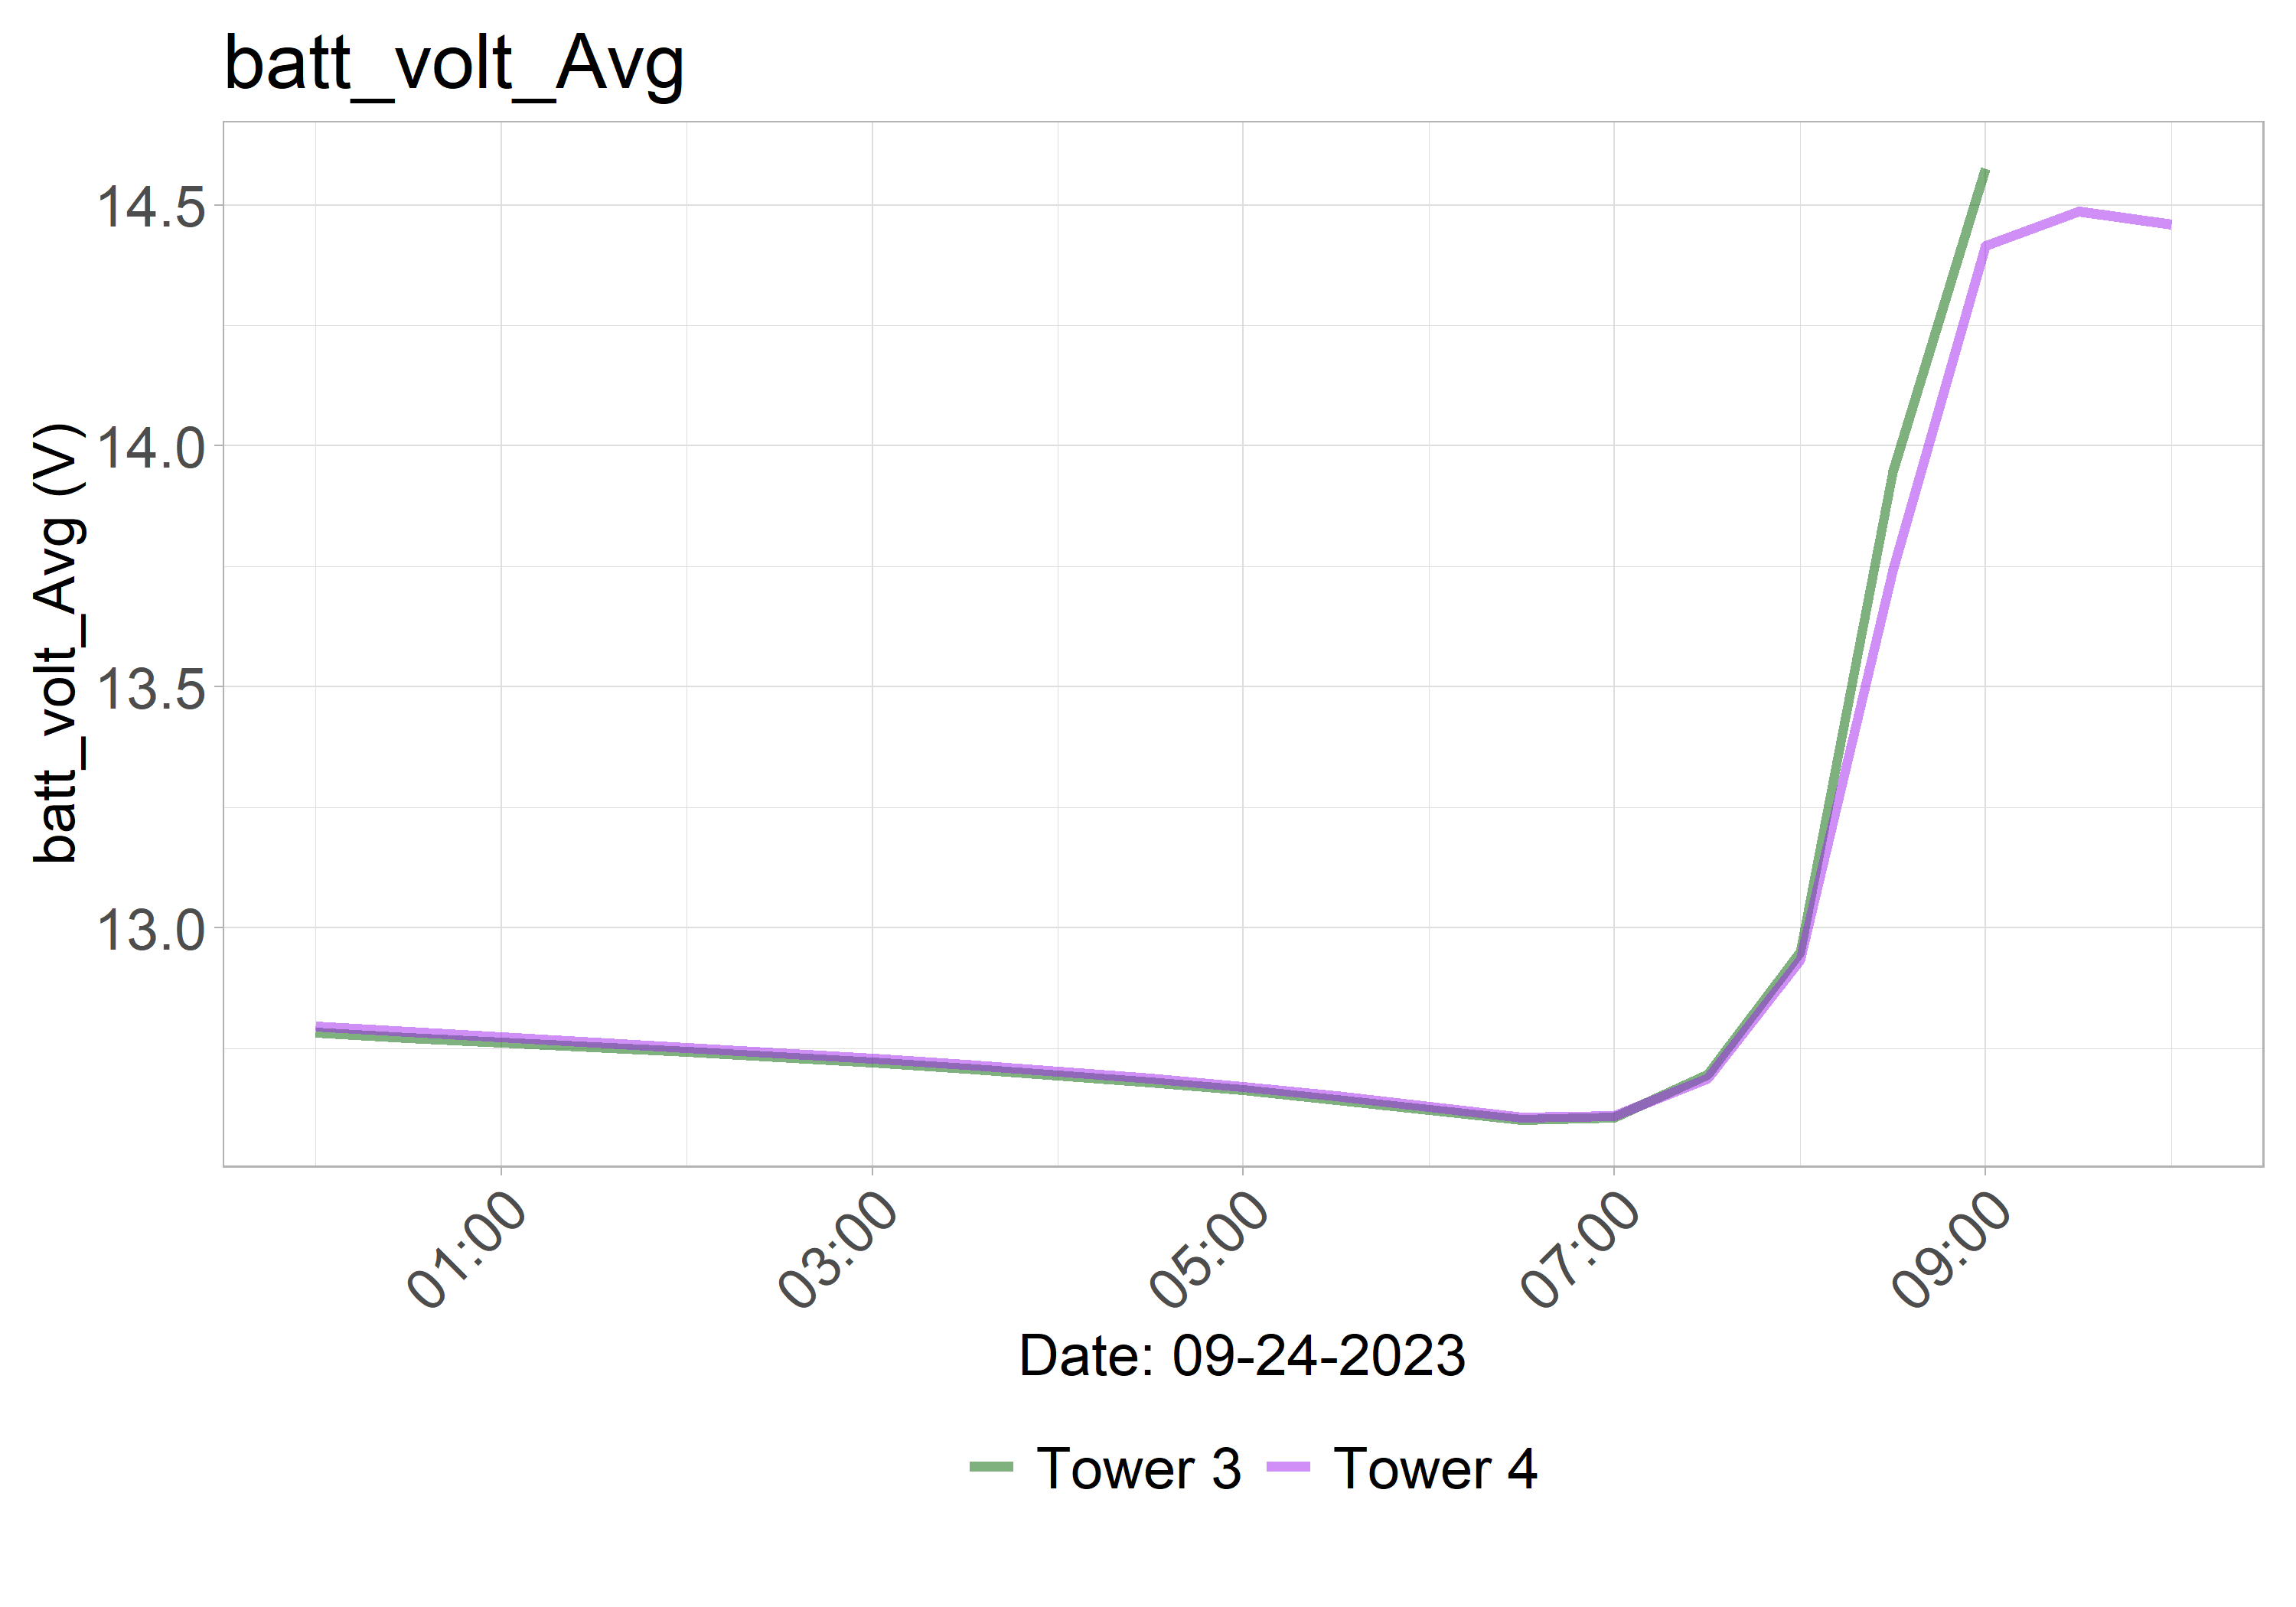 batt_volt_Avg
batt_volt_Avg (V)
14.5
14.0
13.5
13.0
01:00
03:00
05:00
07:00
09:00
Date: 09-24-2023
Tower 3
Tower 4